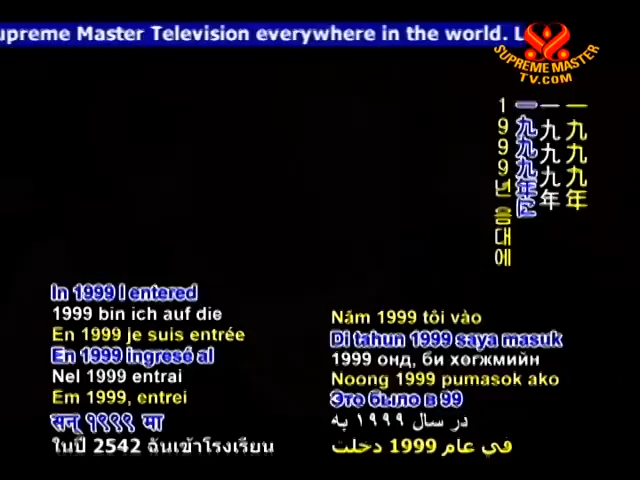 upreme Master Television everywhere in the world. L
SUPREME MASTER
TV.COM
一九九九年
一九九九年
一九九九年に
1999년 음대에
In 1999 I entered
1999 bin ich auf die
En 1999 je suis entrée
En 1999 ingresé al
Nel 1999 entrai
Em 1999, entrei
सन् १९९९ मा
ในปี 2542 ฉันเข้าโรงเรียน
Năm 1999 tôi vào
Di tahun 1999 saya masuk
1999 онд, би хөгжмийн
Noong 1999 pumasok ako
Это было в 99
در سال ۱۹۹۹ به
في عام 1999 دخلت